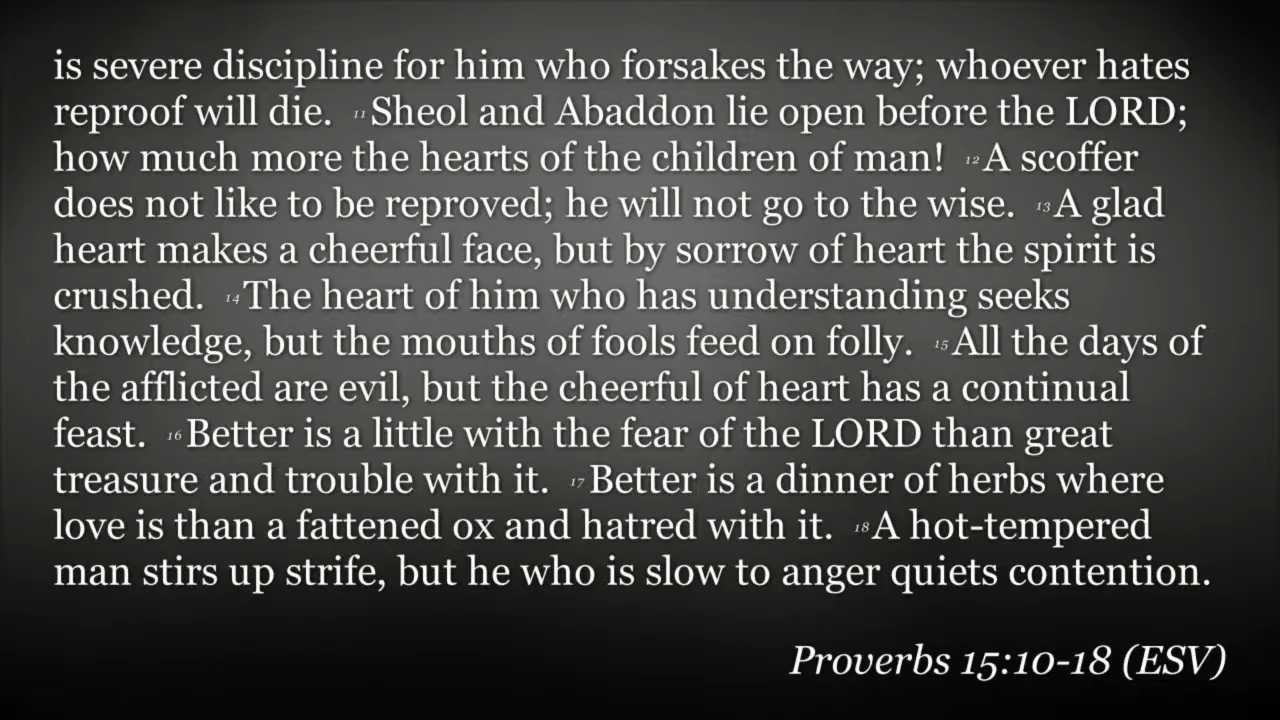 is severe discipline for him who forsakes the way; whoever hates
reproof will die. 11 Sheol and Abaddon lie open before the LORD;
how much more the hearts of the children of man! 12 A scoffer
does not like to be reproved; he will not go to the wise. 13 A glad
heart makes a cheerful face, but by sorrow of heart the spirit is
crushed. 14 The heart of him who has understanding seeks
knowledge, but the mouths of fools feed on folly. 15 All the days of
the afflicted are evil, but the cheerful of heart has a continual
feast. 16 Better is a little with the fear of the LORD than great
treasure and trouble with it. 17 Better is a dinner of herbs where
love is than a fattened ox and hatred with it. 18 A hot-tempered
man stirs up strife, but he who is slow to anger quiets contention.
Proverbs 15:10-18 (ESV)